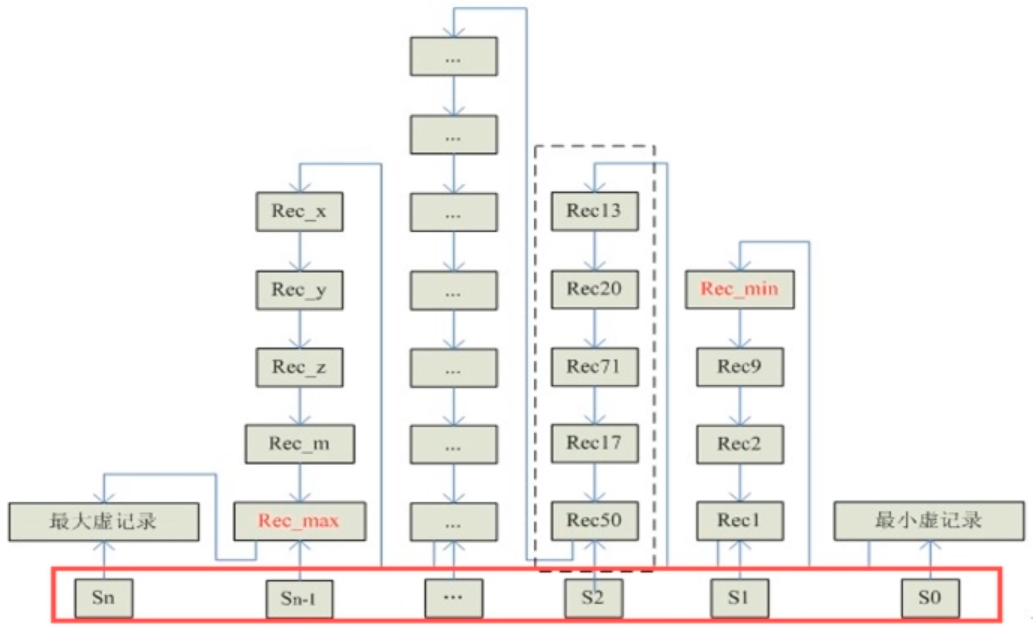 ...
...
Rec_x
...
Rec13
Rec_y
...
Rec20
Rec_min
Rec_z
...
Rec71
Rec9
Rec_m
...
Rec17
Rec2
最大虚记录
Rec_max
...
Rec50
Rec1
最小虚记录
Sn
Sn-1
...
S2
S1
S0